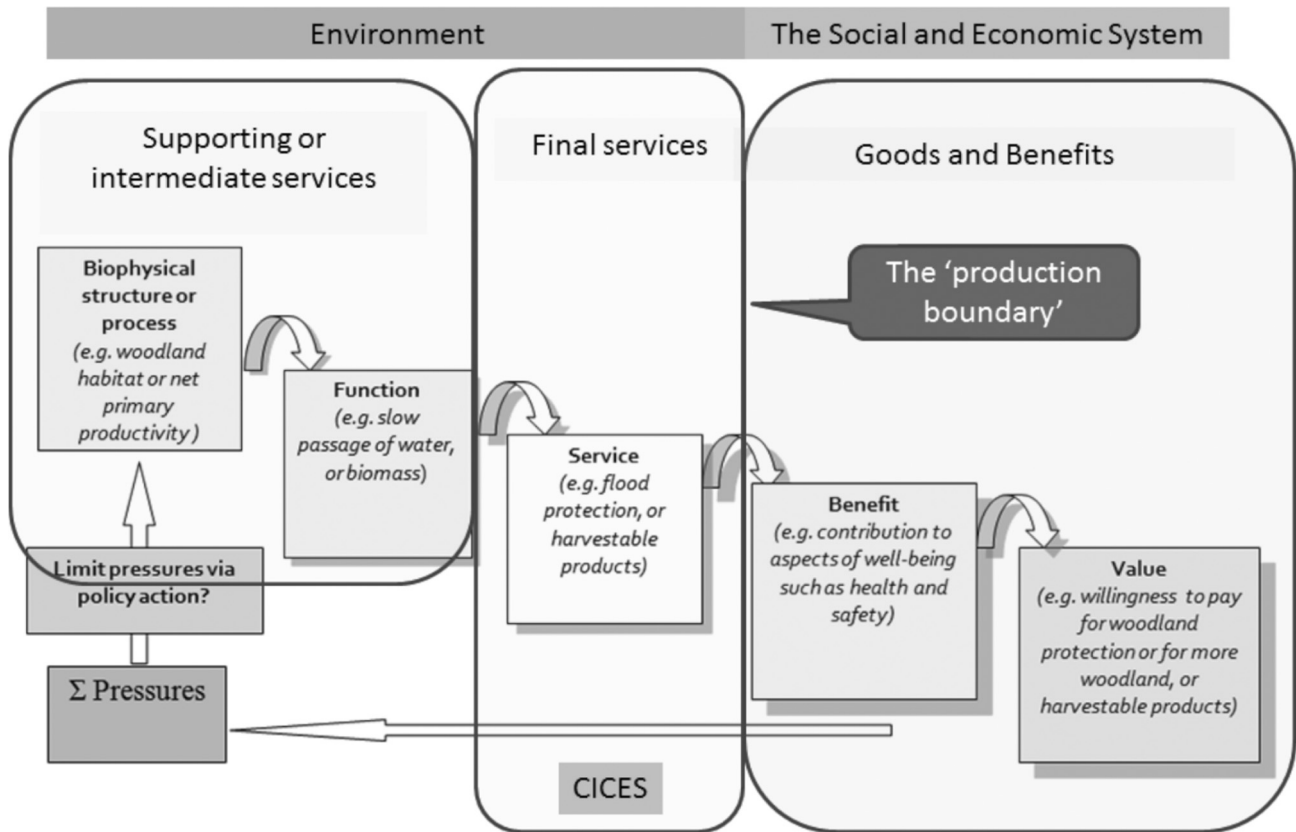 Environment
The Social and Economic System
Supporting or
intermediate services
Final services
Goods and Benefits
Biophysical
structure or
process
(e.g. woodland
habitat or net
primary
productivity )
The ‘production
boundary’
Function
(e.g. slow
passage of water,
or biomass)
Service
(e.g. flood
protection, or
harvestable
products)
Benefit
(e.g. contribution to
aspects of well-being
such as health and
safety)
Value
(e.g. willingness to pay
for woodland
protection or for more
woodland, or
harvestable products)
Limit pressures via
policy action?
Σ Pressures
CICES